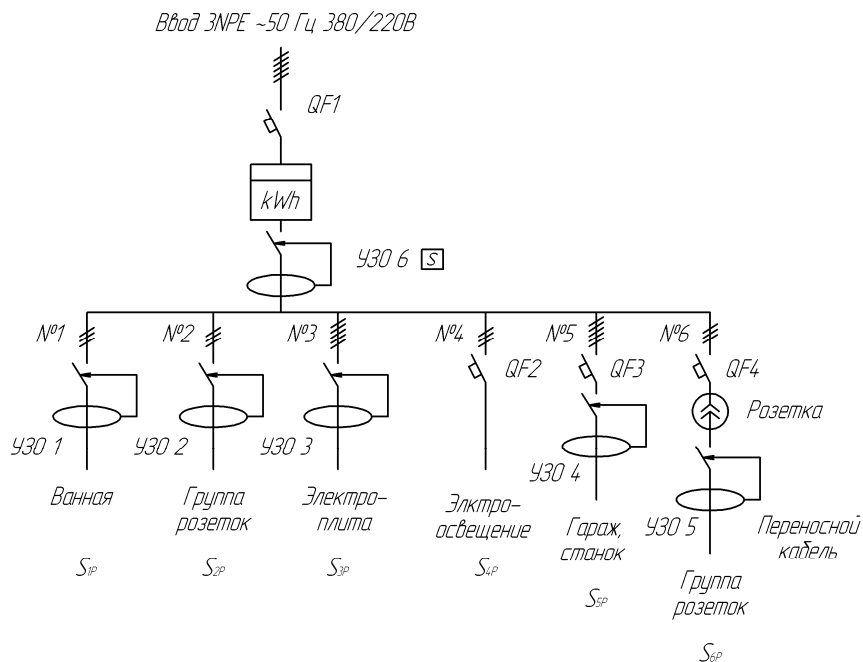 Ввод 3NPE ~50 Гц 380/220В
QF1
kWh
УЗО 6 S
№1 №2 №3 №4 №5 №6
QF2 QF3 QF4
Розетка
УЗО 1 УЗО 2 УЗО 3 УЗО 4 УЗО 5
Ванная
S1P
Группа
розеток
S2P
Электро-
плита
S3P
Элктро-
освещение
S4P
Гараж,
станок
S5P
Переносной
кабель
Группа
розеток
S6P